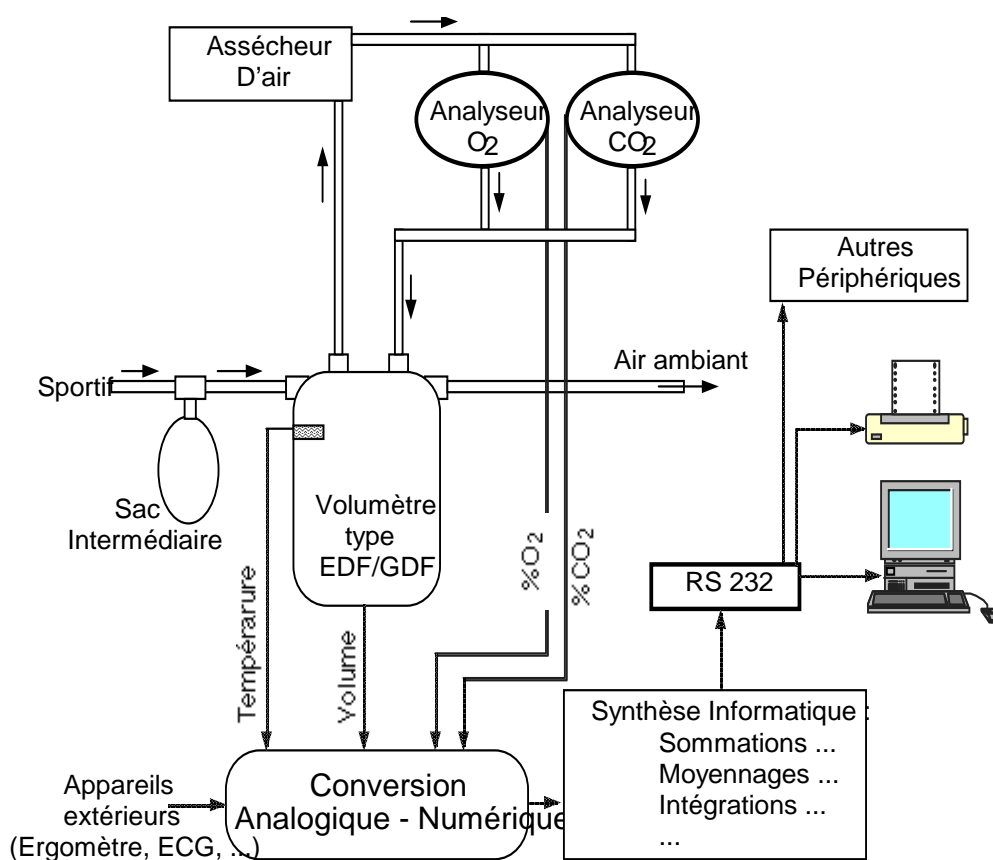 Assécheur
D'air
Analyseur
O2
Analyseur
CO2
Autres
Périphériques
Sportif
Air ambiant
Sac
Intermédiaire
Volumètre
type
EDF/GDF
%O2
%CO2
RS 232
Températurure
Volume
Synthèse Informatique :
Sommations ...
Moyennages ...
Intégrations ...
...
Conversion
Analogique - Numérique
Appareils
extérieurs
(Ergomètre, ECG, ...)